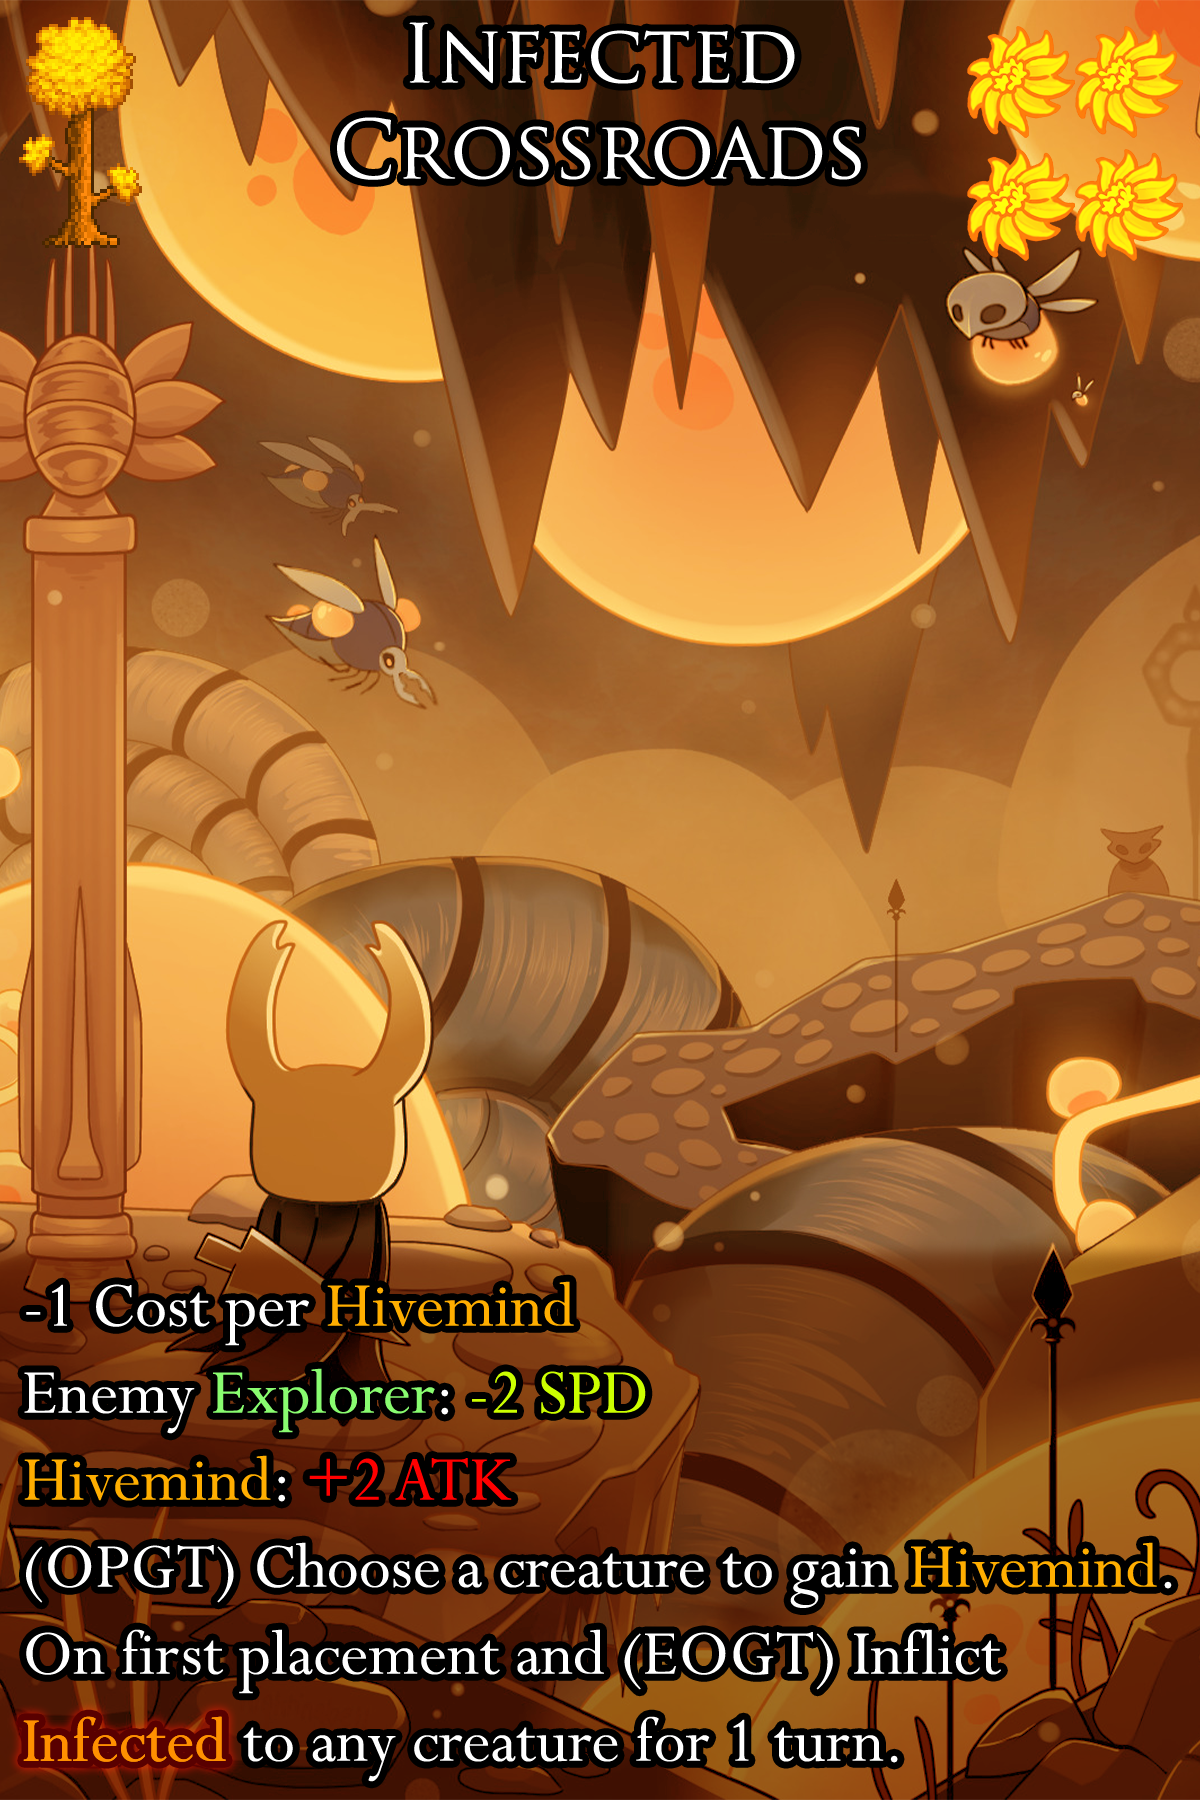 Infected
Crossroads
-1 Cost per Hivemind
Enemy Explorer: -2 SPD
Hivemind: +2 ATK
(OPGT) Choose a creature to gain Hivemind.
On first placement and (EOGT) Inflict
Infected to any creature for 1 turn.